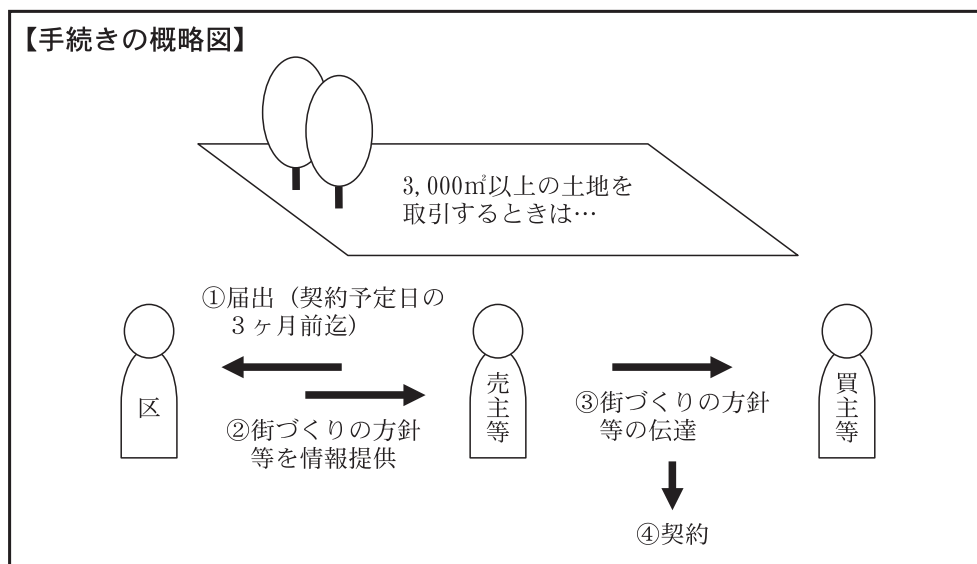 【手続きの概略図】
3,000㎡以上の土地を
取引するときは…
①届出（契約予定日の
３ヶ月前迄）
区
②街づくりの方針
等を情報提供
売主等
③街づくりの方針
等の伝達
買主等
④契約